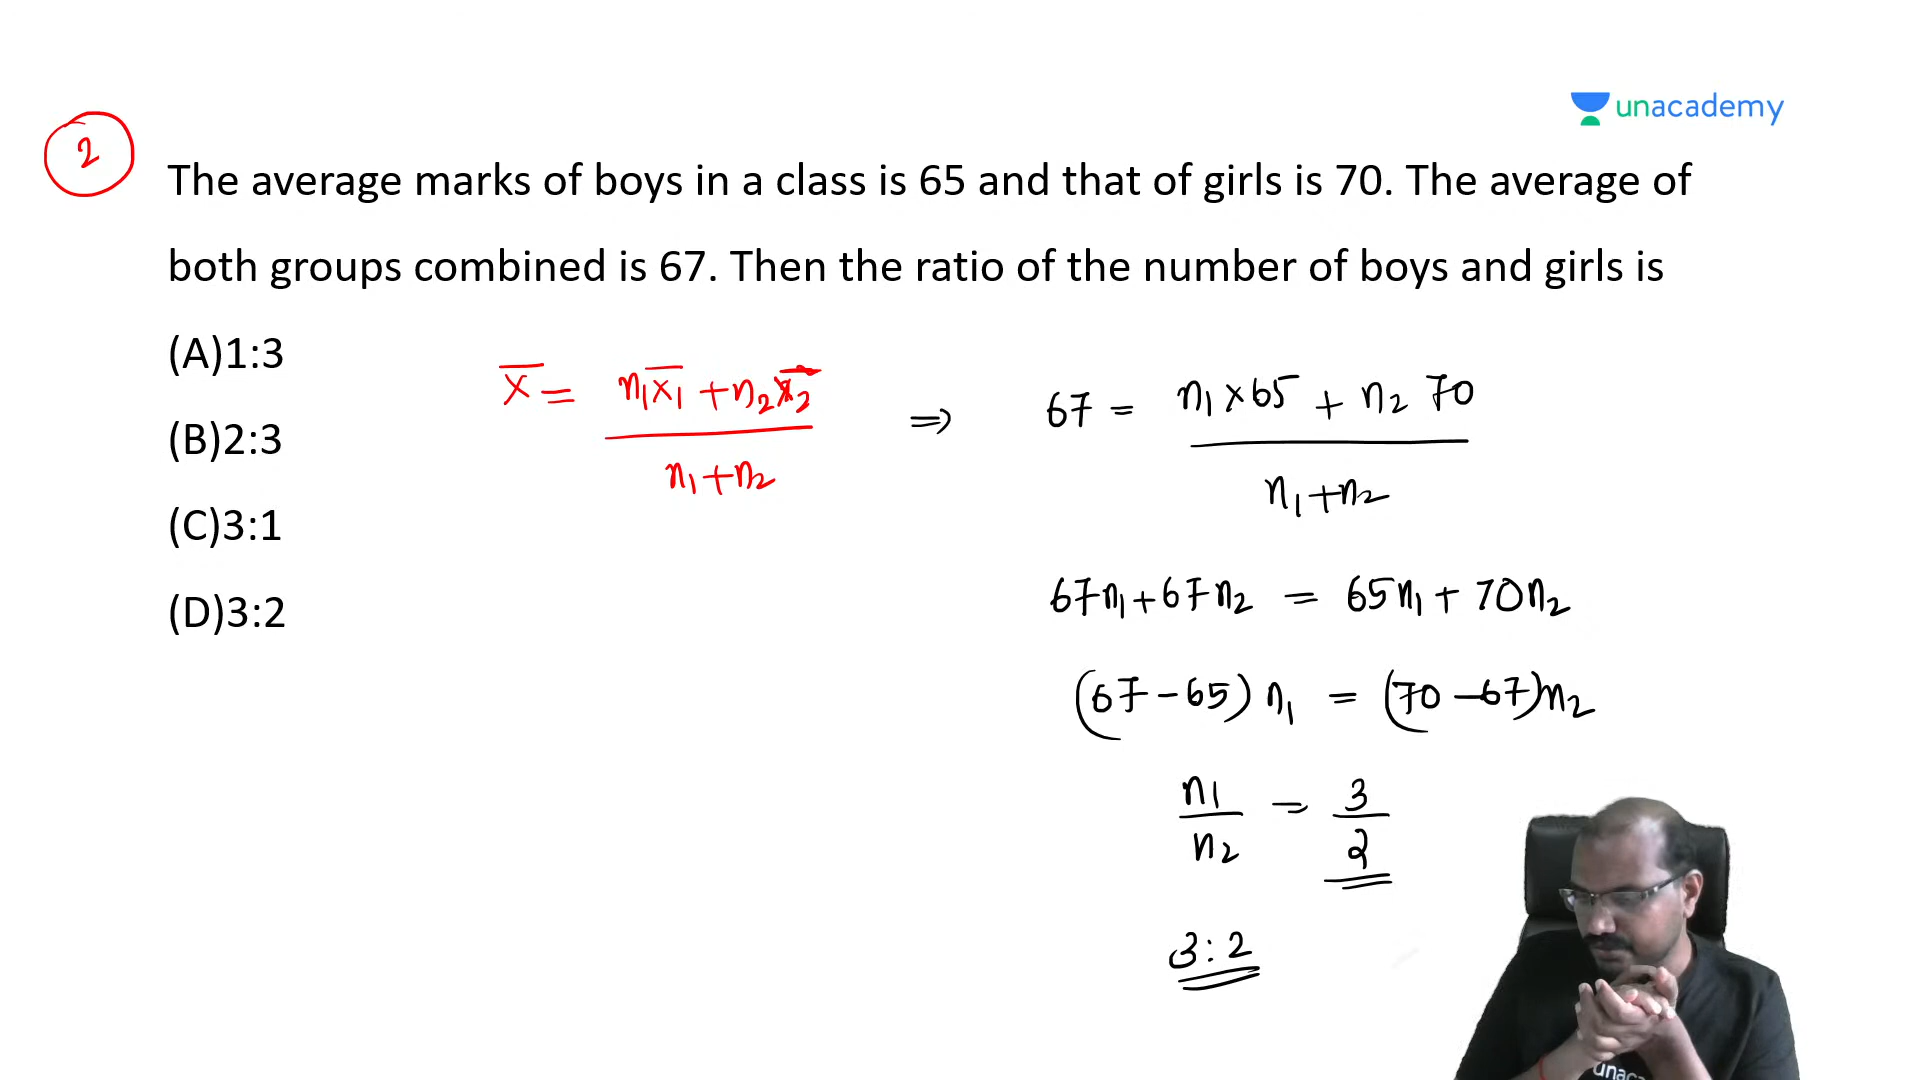 unacademy
2
The average marks of boys in a class is 65 and that of girls is 70. The average of
both groups combined is 67. Then the ratio of the number of boys and girls is
(A)1:3
(B)2:3
(C)3:1
(D)3:2
x̄ = (n₁x̄₁ + n₂x̄₂) / (n₁+n₂)
⇒ 67 = (n₁×65 + n₂ 70) / (n₁+n₂)
67n₁+67n₂ = 65n₁+70n₂
(67-65) n₁ = (70-67)n₂
n₁/n₂ = 3/2
3:2